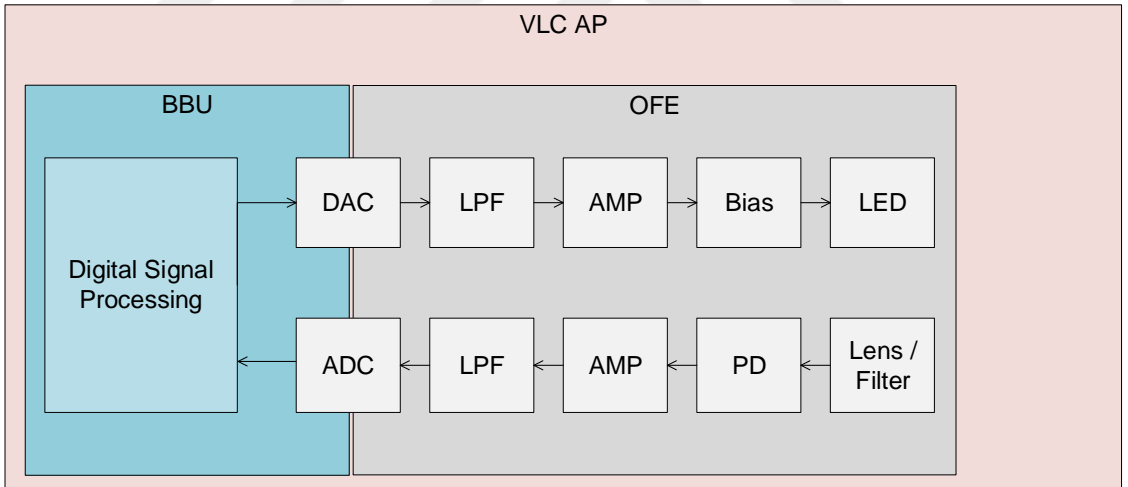 VLC AP
BBU
OFE
DAC
LPF
AMP
Bias
LED
Digital Signal
Processing
ADC
LPF
AMP
PD
Lens /
Filter